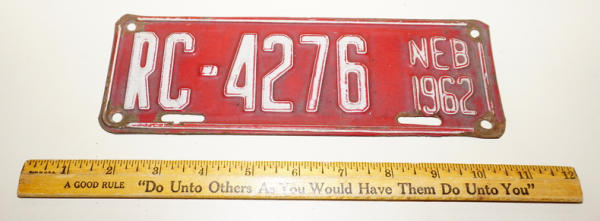 RC-4276 NEB
1962
1 2 3 4 5 6 7 8 9 10 11 12
A GOOD RULE "Do Unto Others As You Would Have Them Do Unto You"